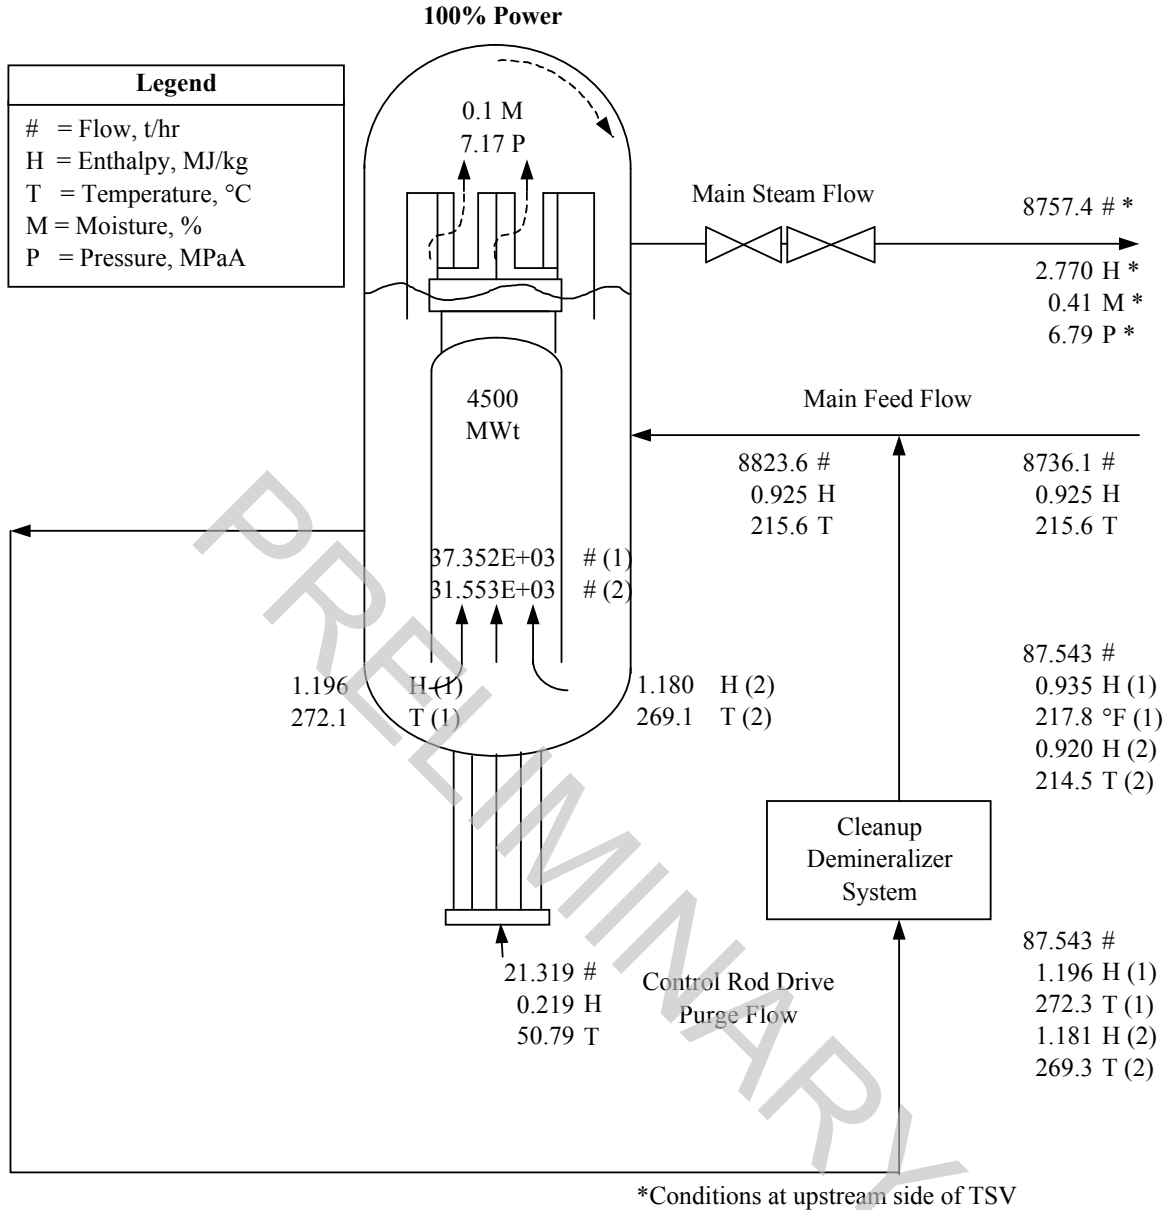 100% Power
Legend
# = Flow, t/hr
H = Enthalpy, MJ/kg
T = Temperature, °C
M = Moisture, %
P = Pressure, MPaA
0.1 M
7.17 P
Main Steam Flow
8757.4 # *
2.770 H *
0.41 M *
6.79 P *
4500
MWt
Main Feed Flow
8823.6 #
0.925 H
215.6 T
8736.1 #
0.925 H
215.6 T
37.352E+03 # (1)
31.553E+03 # (2)
1.196 H (1)
272.1 T (1)
1.180 H (2)
269.1 T (2)
87.543 #
0.935 H (1)
217.8 °F (1)
0.920 H (2)
214.5 T (2)
Cleanup
Demineralizer
System
87.543 #
1.196 H (1)
272.3 T (1)
1.181 H (2)
269.3 T (2)
21.319 #
0.219 H
50.79 T
Control Rod Drive
Purge Flow
*Conditions at upstream side of TSV
PRELIMINARY